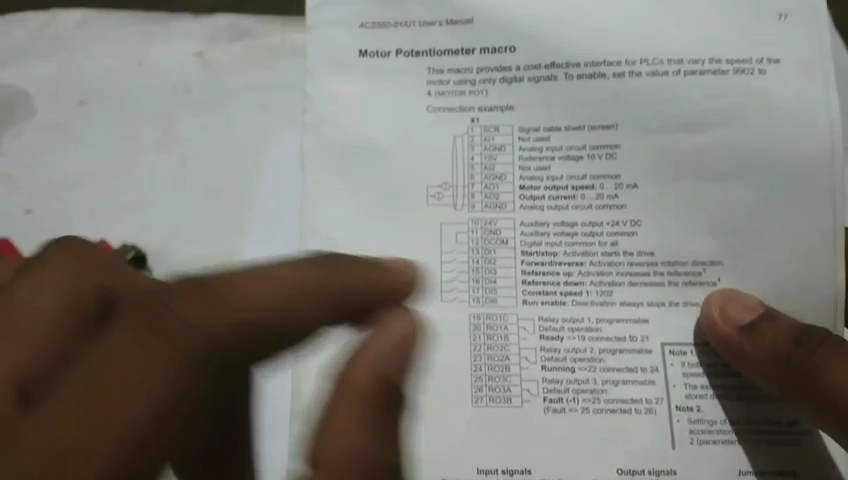 ACS550-01/U1 User's Manual
77
Motor Potentiometer macro
This macro provides a cost-effective interface for PLCs that vary the speed of the
motor using only digital signals. To enable, set the value of parameter 9902 to
4 (MOTOR POT).
Connection example:
X1
1 SCR Signal cable shield (screen)
2 AI1 Not used
3 AGND Analog input circuit common
4 10V Reference voltage 10 V DC
5 AI2 Not used
6 AGND Analog input circuit common
7 AO1 Motor output speed: 0…20 mA
8 AO2 Output current: 0…20 mA
9 AGND Analog output circuit common
10 24V Auxiliary voltage output +24 V DC
11 GND Auxiliary voltage output common
12 DCOM Digital input common for all
13 DI1 Start/stop: Activation starts the drive
14 DI2 Forward/reverse: Activation reverses rotation direction.
15 DI3 Reference up: Activation increases the reference¹
16 DI4 Reference down: Activation decreases the reference¹
17 DI5 Constant speed 1: 1202
18 DI6 Run enable: Deactivation always stops the drive
19 RO1C Relay output 1, programmable
20 RO1A Default operation:
21 RO1B Ready =>19 connected to 21
22 RO2C Relay output 2, programmable
23 RO2A Default operation:
24 RO2B Running =>22 connected to 24
25 RO3C Relay output 3, programmable
26 RO3A Default operation:
27 RO3B Fault (-1) =>25 connected to 27
(Fault => 25 connected to 26)
Note 1
• If
• The
stored
Note 2.
• Settings of
acceleration
2 (parameters
Input signals Output signals